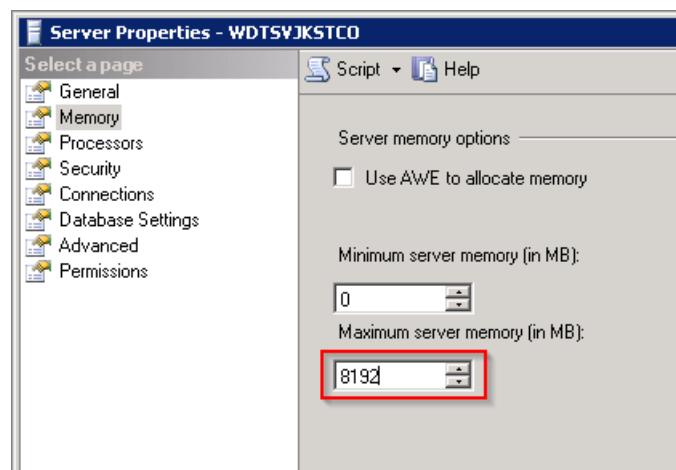 Server Properties - WDTSVJKSTCO
Select a page
General
Memory
Processors
Security
Connections
Database Settings
Advanced
Permissions
Script Help
Server memory options
Use AWE to allocate memory
Minimum server memory (in MB):
0
Maximum server memory (in MB):
8192